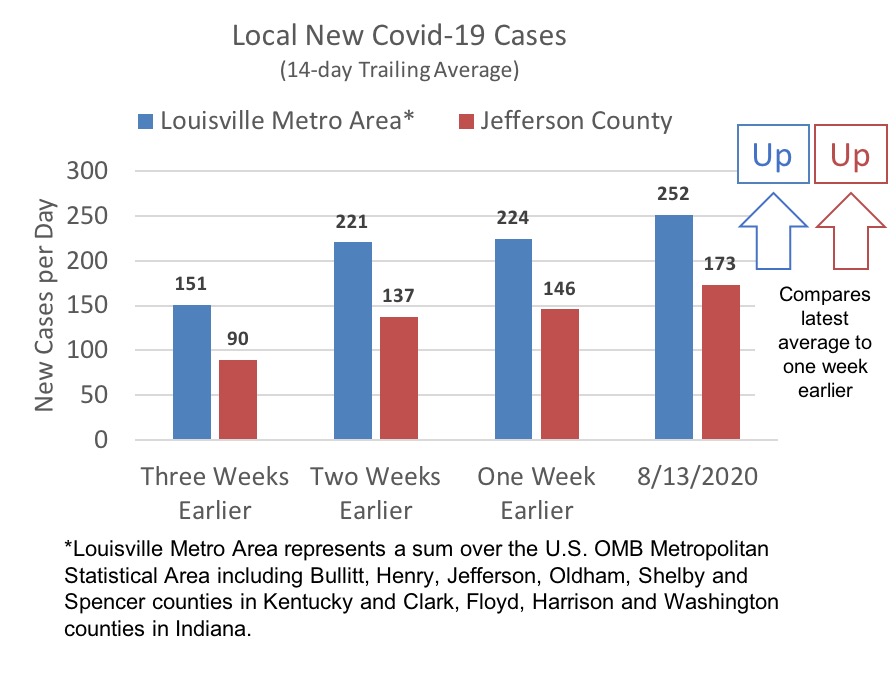 Local New Covid-19 Cases
(14-day Trailing Average)
Louisville Metro Area*
Jefferson County
Up
Up
New Cases per Day
300
250
200
150
100
50
0
151
90
221
137
224
146
252
173
Compares
latest
average to
one week
earlier
Three Weeks
Earlier
Two Weeks
Earlier
One Week
Earlier
8/13/2020
*Louisville Metro Area represents a sum over the U.S. OMB Metropolitan
Statistical Area including Bullitt, Henry, Jefferson, Oldham, Shelby and
Spencer counties in Kentucky and Clark, Floyd, Harrison and Washington
counties in Indiana.